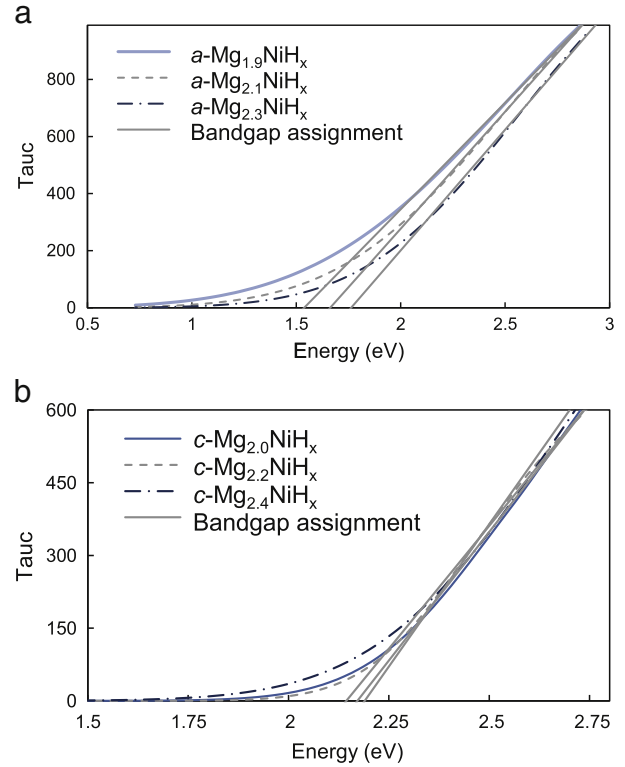 a
a-Mg1.9NiHx
a-Mg2.1NiHx
a-Mg2.3NiHx
Bandgap assignment
Tauc
800
600
400
200
0
0.5 1 1.5 2 2.5 3
Energy (eV)
b
600
450
300
150
0
c-Mg2.0NiHx
c-Mg2.2NiHx
c-Mg2.4NiHx
Bandgap assignment
Tauc
1.5 1.75 2 2.25 2.5 2.75
Energy (eV)